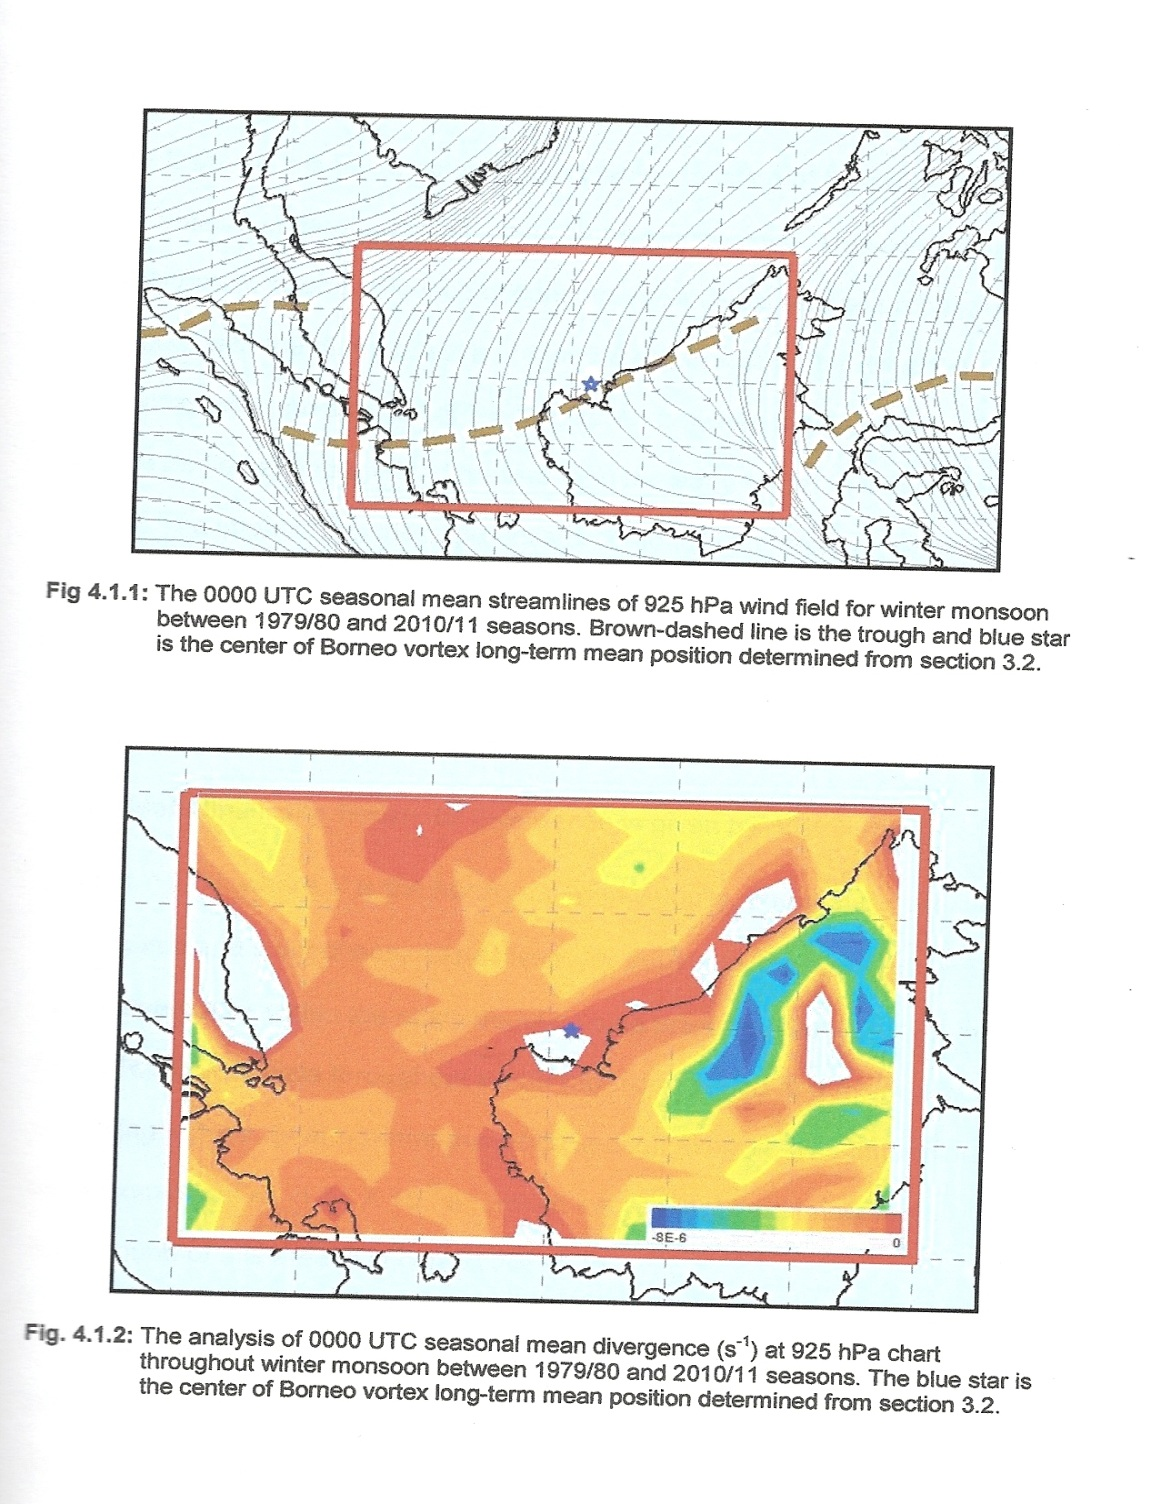 Fig 4.1.1: The 0000 UTC seasonal mean streamlines of 925 hPa wind field for winter monsoon
between 1979/80 and 2010/11 seasons. Brown-dashed line is the trough and blue star
is the center of Borneo vortex long-term mean position determined from section 3.2.
-8E-6 0
Fig. 4.1.2: The analysis of 0000 UTC seasonal mean divergence (s⁻¹) at 925 hPa chart
throughout winter monsoon between 1979/80 and 2010/11 seasons. The blue star is
the center of Borneo vortex long-term mean position determined from section 3.2.